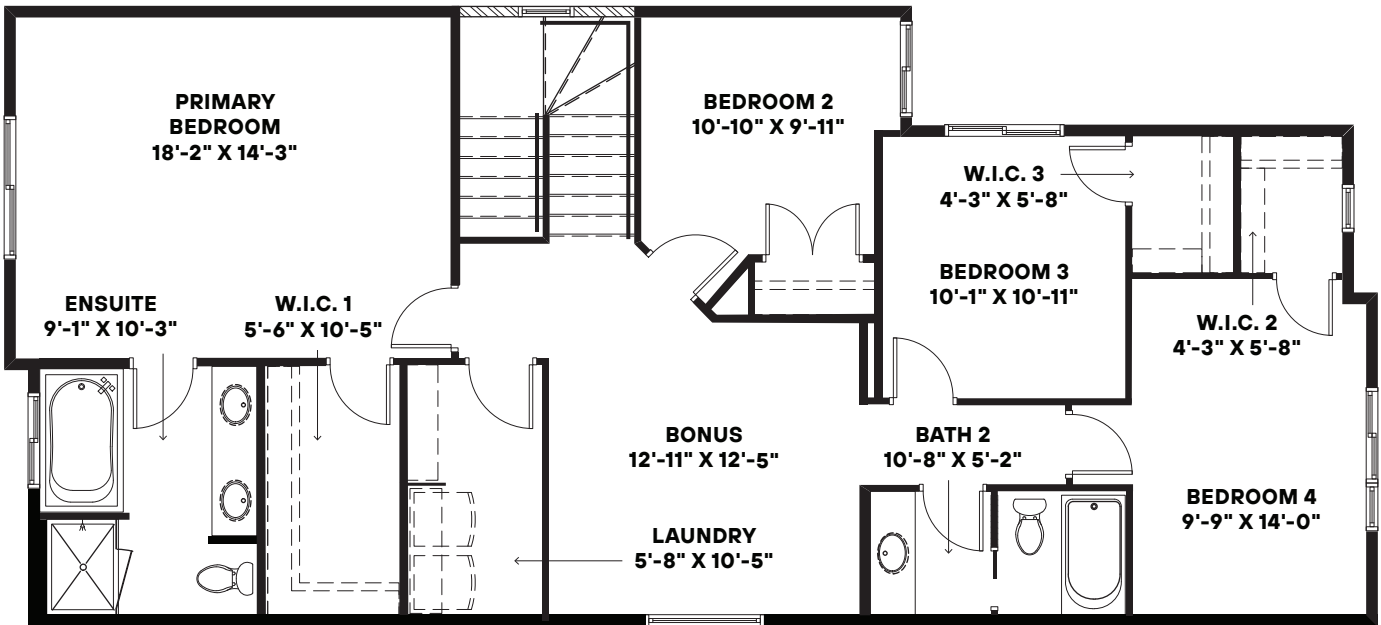 PRIMARY
BEDROOM
18'-2" X 14'-3"
BEDROOM 2
10'-10" X 9'-11"
W.I.C. 3
4'-3" X 5'-8"
BEDROOM 3
10'-1" X 10'-11"
ENSUITE
9'-1" X 10'-3"
W.I.C. 1
5'-6" X 10'-5"
W.I.C. 2
4'-3" X 5'-8"
BONUS
12'-11" X 12'-5"
BATH 2
10'-8" X 5'-2"
BEDROOM 4
9'-9" X 14'-0"
LAUNDRY
5'-8" X 10'-5"